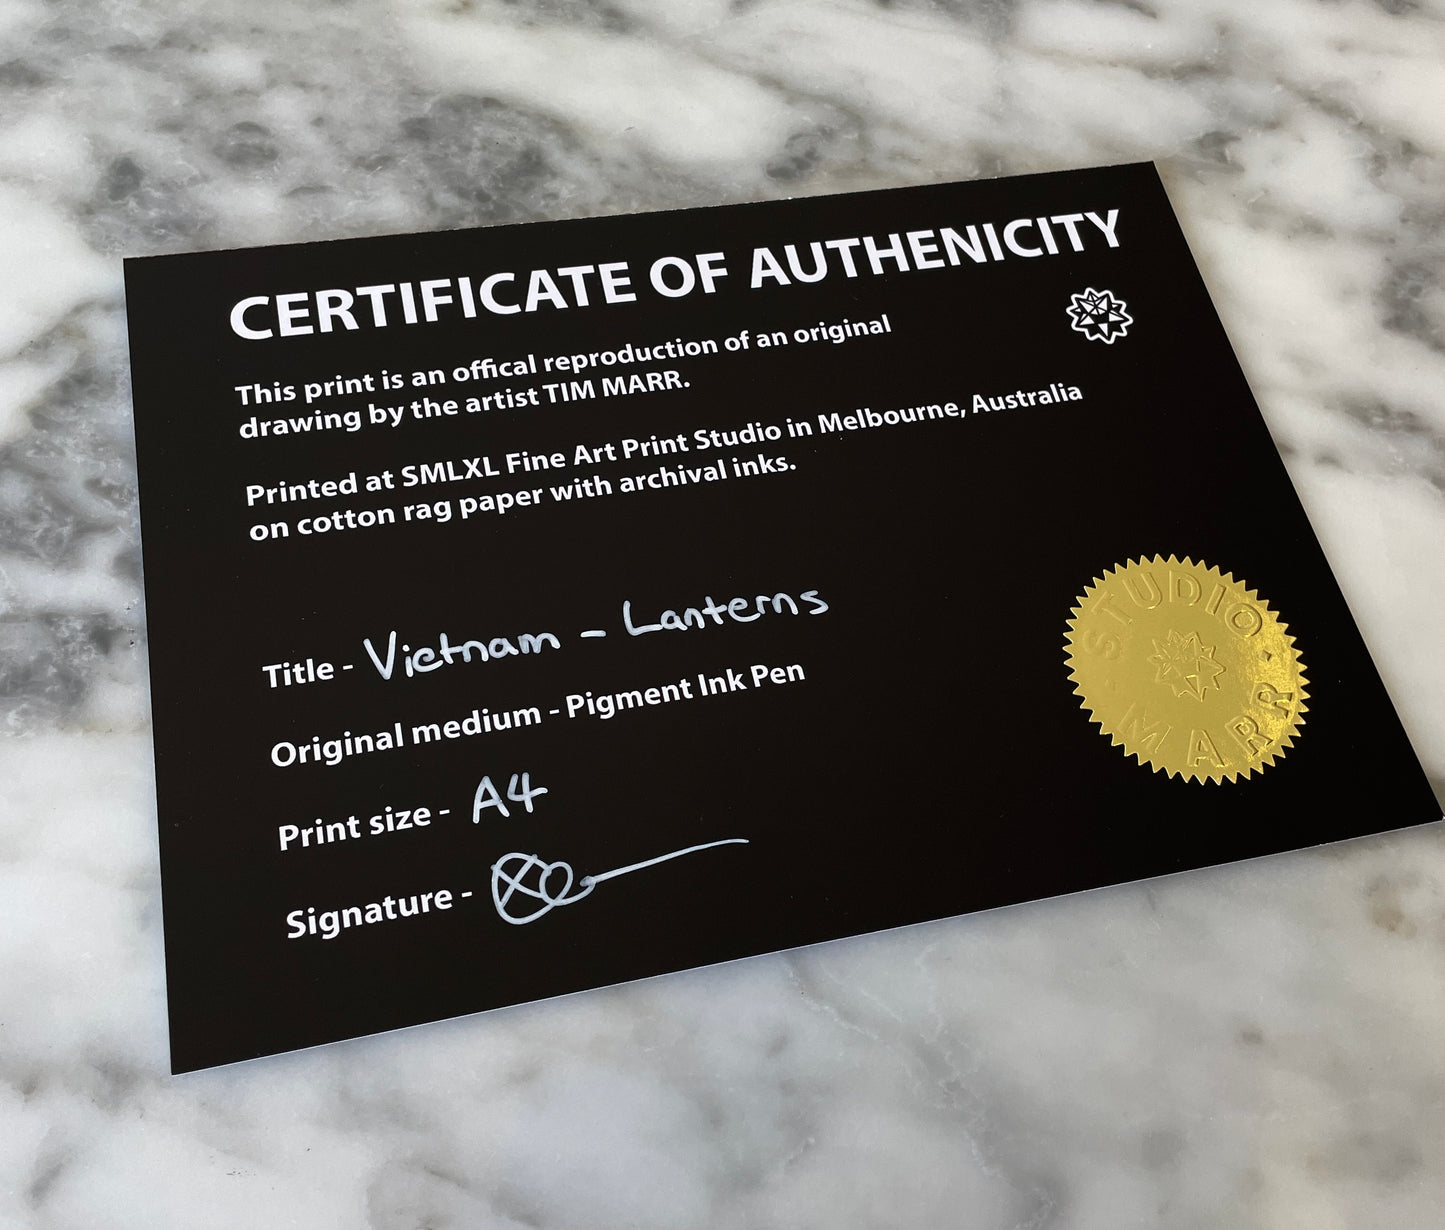 CERTIFICATE OF AUTHENICITY
This print is an offical reproduction of an original
drawing by the artist TIM MARR.
Printed at SMLXL Fine Art Print Studio in Melbourne, Australia
on cotton rag paper with archival inks.
Title - Vietnam - Lanterns
Original medium - Pigment Ink Pen
Print size - A4
Signature -
STUDIO
MARR